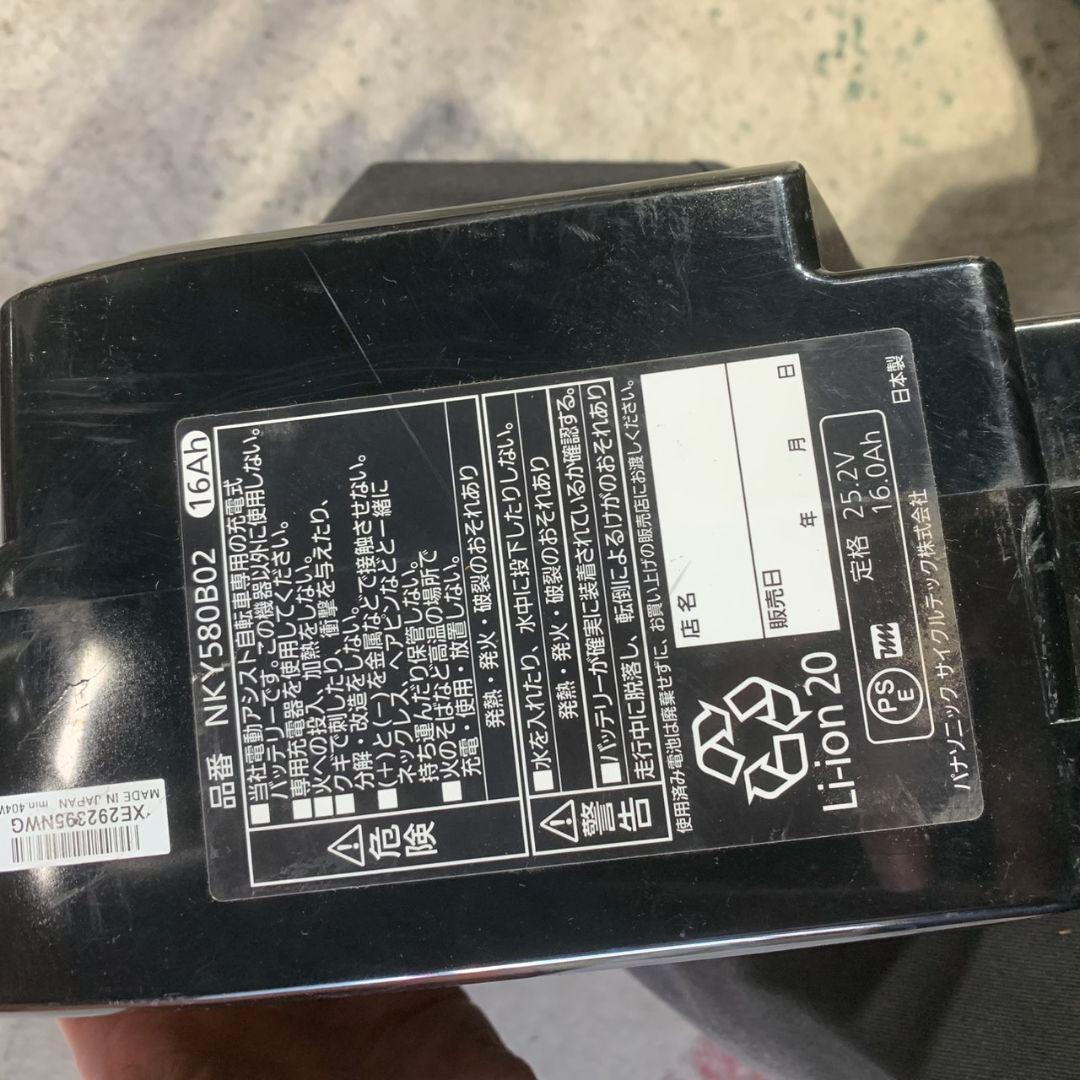 品番 NKY580B02 16Ah
当社電動アシスト自転車専用の充電式
バッテリーです。この機器以外に使用しない。
専用充電器を使用してください。
火への投入、加熱をしない。
クギで刺したり、衝撃を与えたり、
分解・改造をしない。
(+)と(−)を金属などで接触させない。
ネックレス、ヘアピンなどと一緒に
持ち運んだり保管しない。
火のそばなど高温の場所で
充電・使用・放置しない。
発熱・発火・破裂のおそれあり
危険
水を入れたり、水中に投下したりしない。
発熱・発火・破裂のおそれあり
バッテリーが確実に装着されているか確認する。
走行中に脱落し、転倒によるけがのおそれあり
警告
使用済み電池は廃棄せずに、お買い上げの販売店にお渡しください。
店名
販売日 年 月 日
Li-ion 20
PSE
定格 25.2V
16.0Ah
パナソニック サイクルテック株式会社 日本製
XE292395NWG
MADE IN JAPAN min.404W